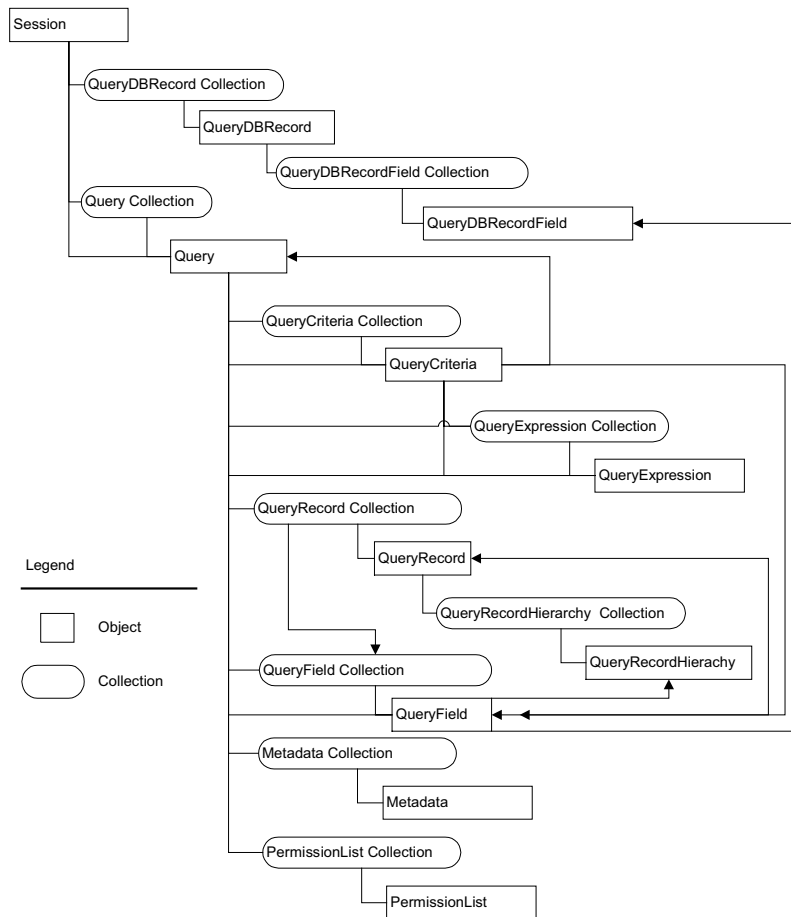 Session
QueryDBRecord Collection
QueryDBRecord
QueryDBRecordField Collection
Query Collection
QueryDBRecordField
Query
QueryCriteria Collection
QueryCriteria
QueryExpression Collection
QueryExpression
QueryRecord Collection
QueryRecord
Legend
QueryRecordHierarchy Collection
Object
QueryRecordHierachy
QueryField Collection
Collection
QueryField
Metadata Collection
Metadata
PermissionList Collection
PermissionList